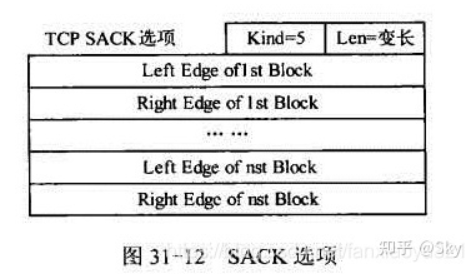 TCP SACK选项 Kind=5 Len=变长
Left Edge of1st Block
Right Edge of 1st Block
... ...
Left Edge of nst Block
Right Edge of nst Block
图 31-12 SACK 选项
知乎 @Sky